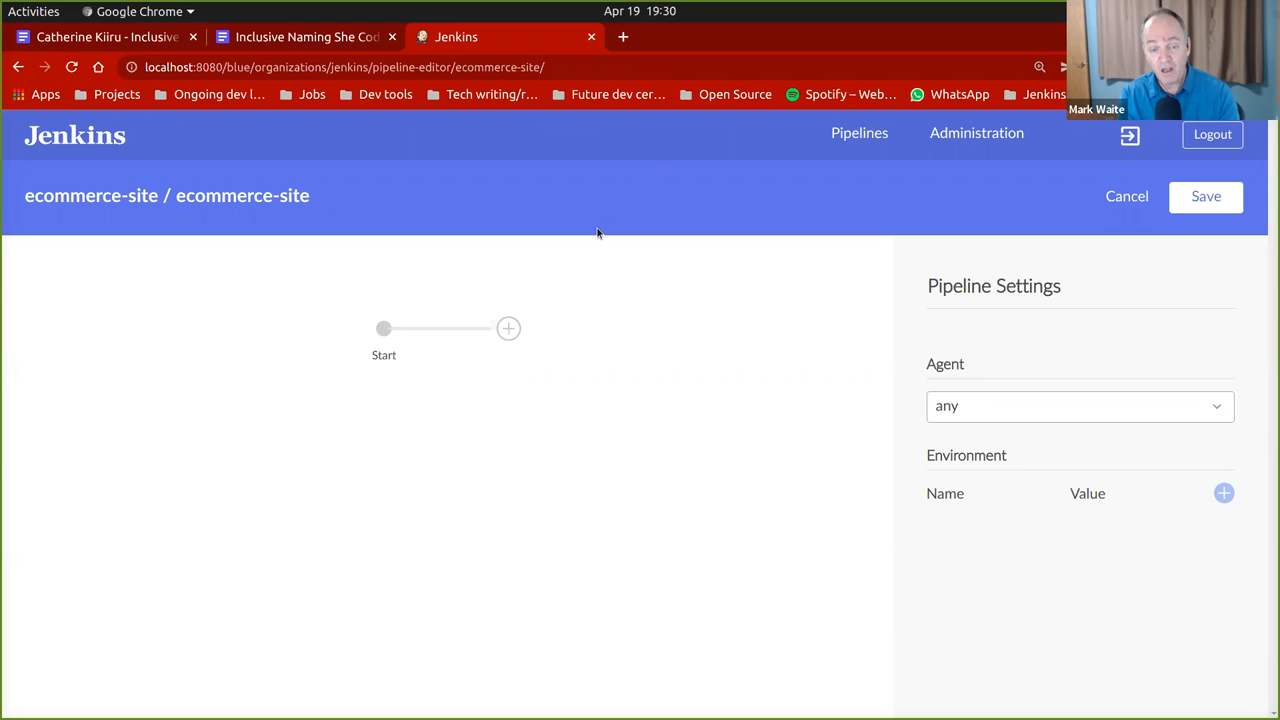 Activities
Google Chrome
Apr 19 19:30
Catherine Kiiru - Inclusive
Inclusive Naming She Cod
Jenkins
localhost:8080/blue/organizations/jenkins/pipeline-editor/ecommerce-site/
Apps
Projects
Ongoing dev l…
Jobs
Dev tools
Tech writing/r…
Future dev cer…
Open Source
Spotify – Web…
WhatsApp
Jenkins
Mark Waite
Jenkins
Pipelines
Administration
Logout
ecommerce-site / ecommerce-site
Cancel
Save
Start
Pipeline Settings
Agent
any
Environment
Name
Value